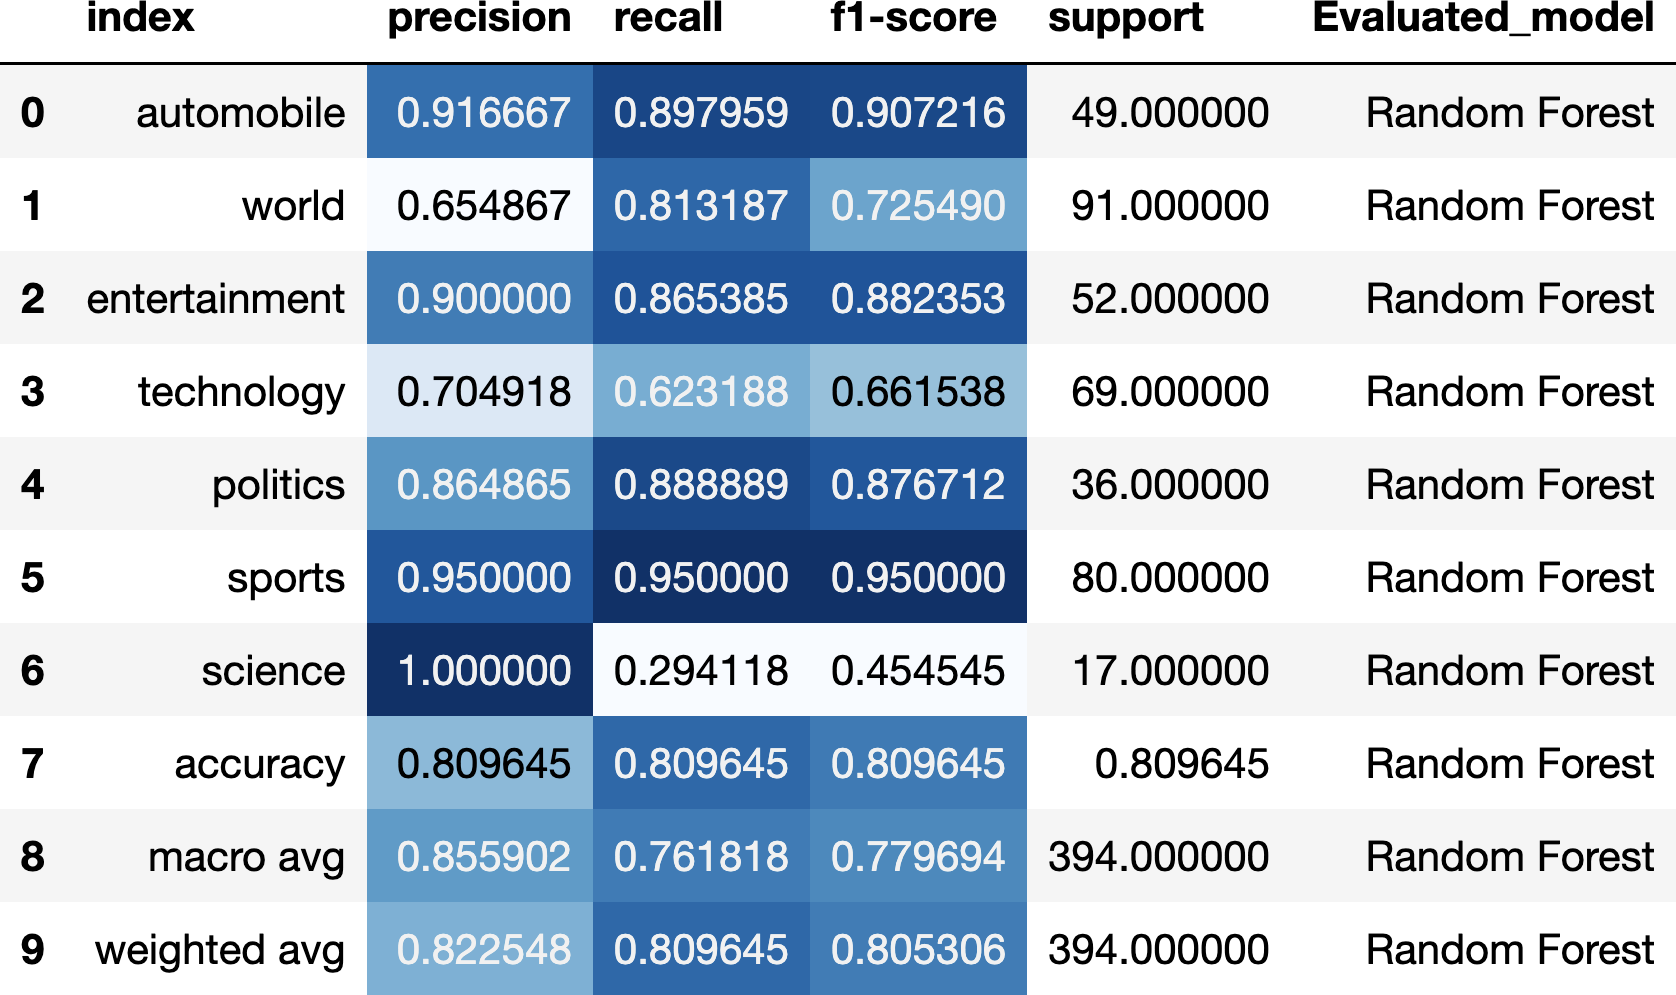 index precision recall f1-score support Evaluated_model
0 automobile 0.916667 0.897959 0.907216 49.000000 Random Forest
1 world 0.654867 0.813187 0.725490 91.000000 Random Forest
2 entertainment 0.900000 0.865385 0.882353 52.000000 Random Forest
3 technology 0.704918 0.623188 0.661538 69.000000 Random Forest
4 politics 0.864865 0.888889 0.876712 36.000000 Random Forest
5 sports 0.950000 0.950000 0.950000 80.000000 Random Forest
6 science 1.000000 0.294118 0.454545 17.000000 Random Forest
7 accuracy 0.809645 0.809645 0.809645 0.809645 Random Forest
8 macro avg 0.855902 0.761818 0.779694 394.000000 Random Forest
9 weighted avg 0.822548 0.809645 0.805306 394.000000 Random Forest